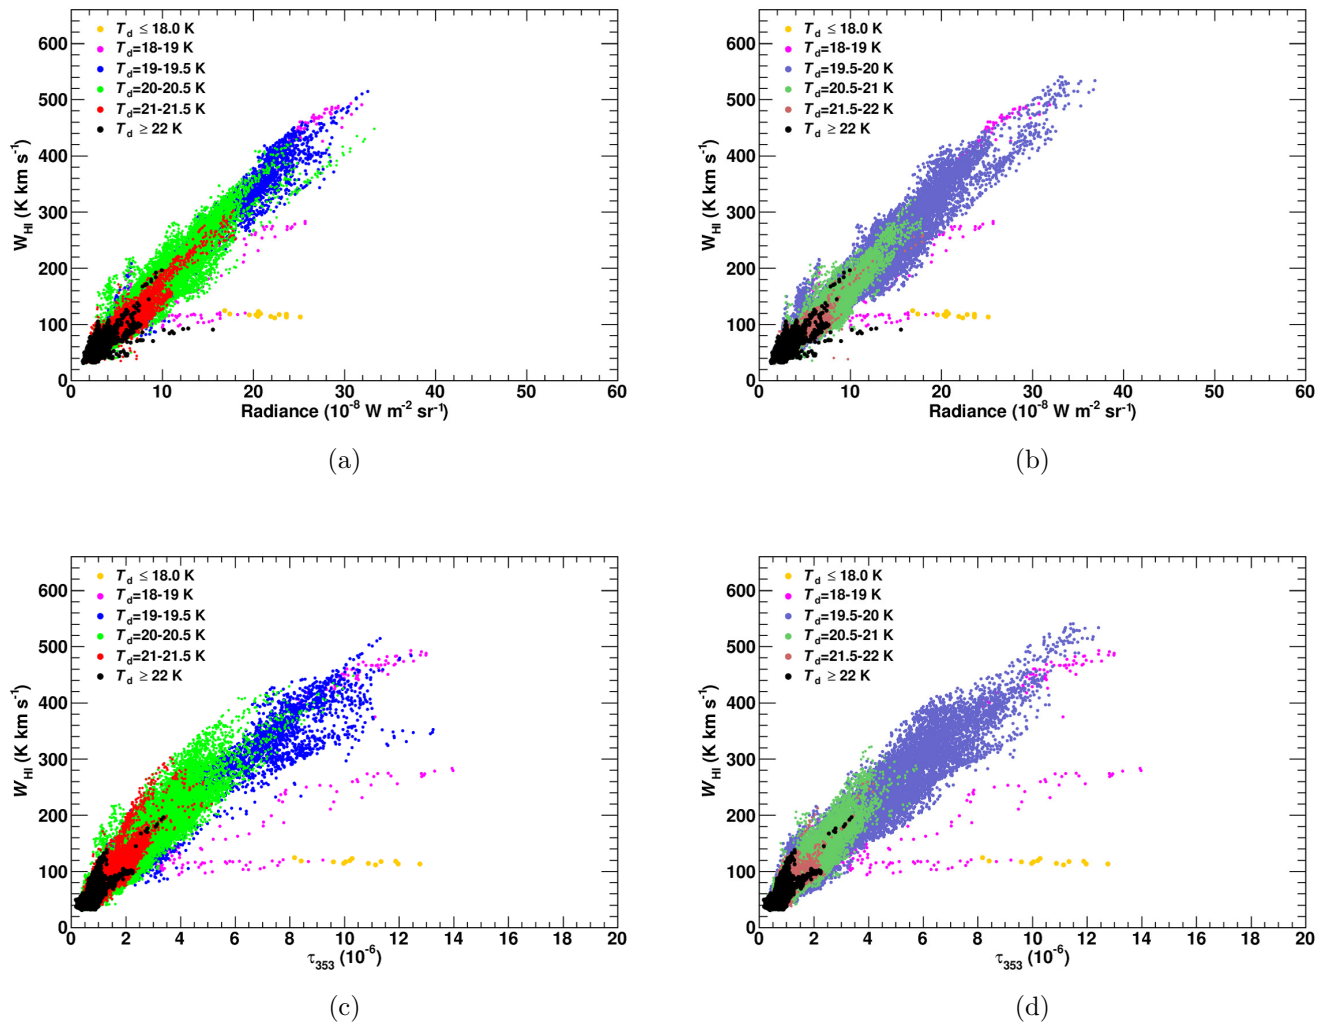 T_d ≤ 18.0 K
T_d=18-19 K
T_d=19-19.5 K
T_d=20-20.5 K
T_d=21-21.5 K
T_d ≥ 22 K
W_HI (K km s^-1)
600
500
400
300
200
100
0
0 10 20 30 40 50 60
Radiance (10^-8 W m^-2 sr^-1)
(a)
T_d ≤ 18.0 K
T_d=18-19 K
T_d=19.5-20 K
T_d=20.5-21 K
T_d=21.5-22 K
T_d ≥ 22 K
W_HI (K km s^-1)
600
500
400
300
200
100
0
0 10 20 30 40 50 60
Radiance (10^-8 W m^-2 sr^-1)
(b)
T_d ≤ 18.0 K
T_d=18-19 K
T_d=19-19.5 K
T_d=20-20.5 K
T_d=21-21.5 K
T_d ≥ 22 K
W_HI (K km s^-1)
600
500
400
300
200
100
0
0 2 4 6 8 10 12 14 16 18 20
τ_353 (10^-6)
(c)
T_d ≤ 18.0 K
T_d=18-19 K
T_d=19.5-20 K
T_d=20.5-21 K
T_d=21.5-22 K
T_d ≥ 22 K
W_HI (K km s^-1)
600
500
400
300
200
100
0
0 2 4 6 8 10 12 14 16 18 20
τ_353 (10^-6)
(d)